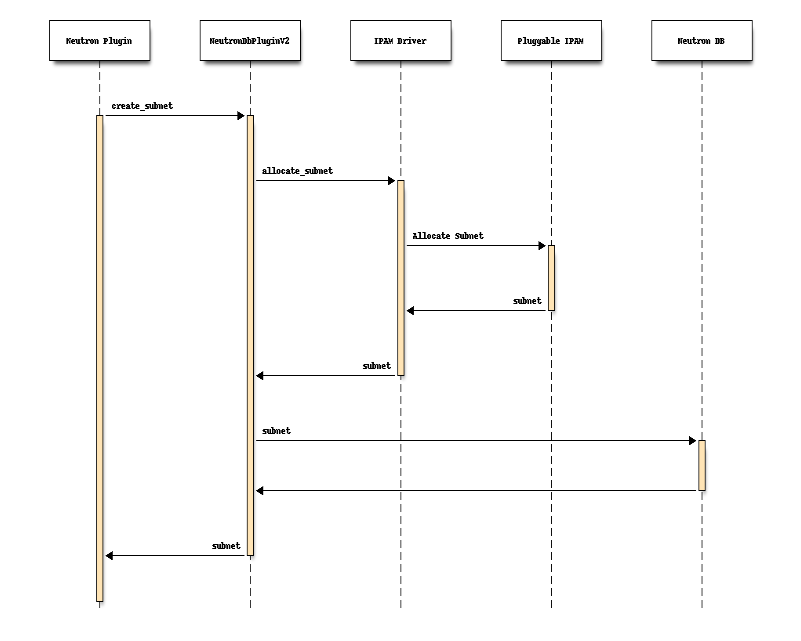 Neutron Plugin
NeutronDbPluginV2
IPAM Driver
Pluggable IPAM
Neutron DB
create_subnet
allocate_subnet
Allocate Subnet
subnet
subnet
subnet
subnet